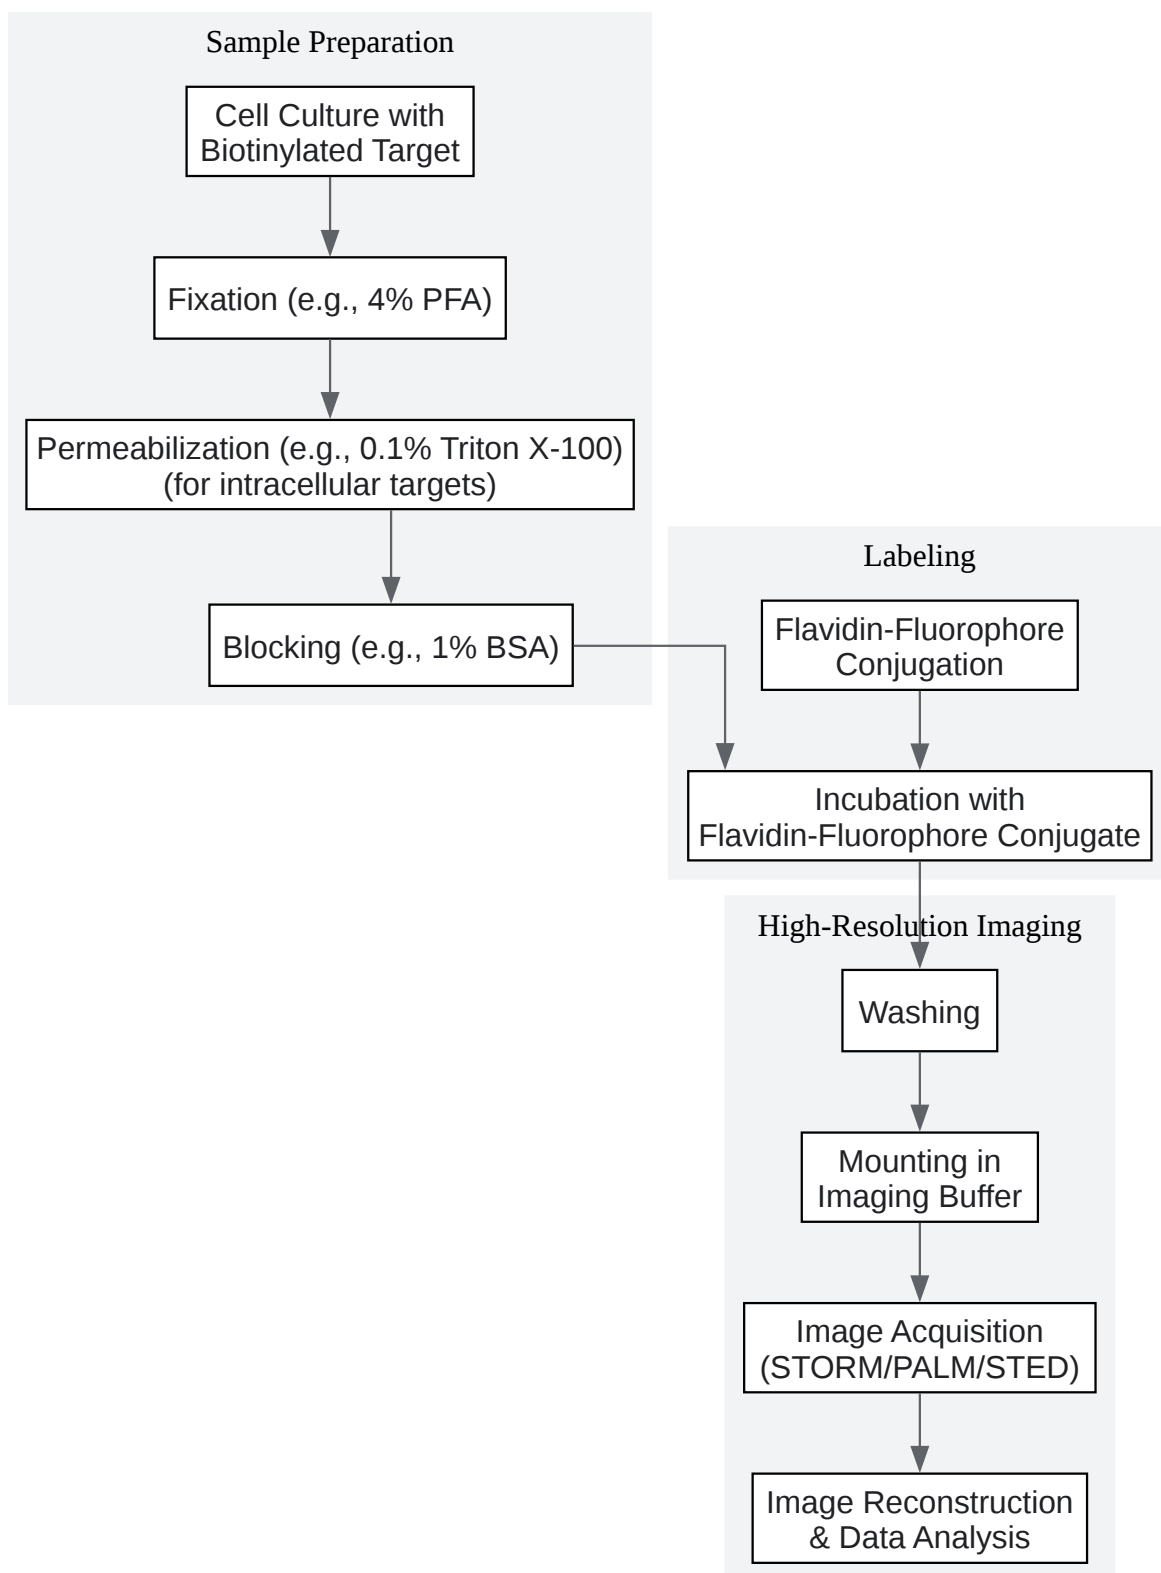 Sample Preparation
Cell Culture with
Biotinylated Target
Fixation (e.g., 4% PFA)
Permeabilization (e.g., 0.1% Triton X-100)
(for intracellular targets)
Blocking (e.g., 1% BSA)
Labeling
Flavidin-Fluorophore
Conjugation
Incubation with
Flavidin-Fluorophore Conjugate
High-Resolution Imaging
Washing
Mounting in
Imaging Buffer
Image Acquisition
(STORM/PALM/STED)
Image Reconstruction
& Data Analysis